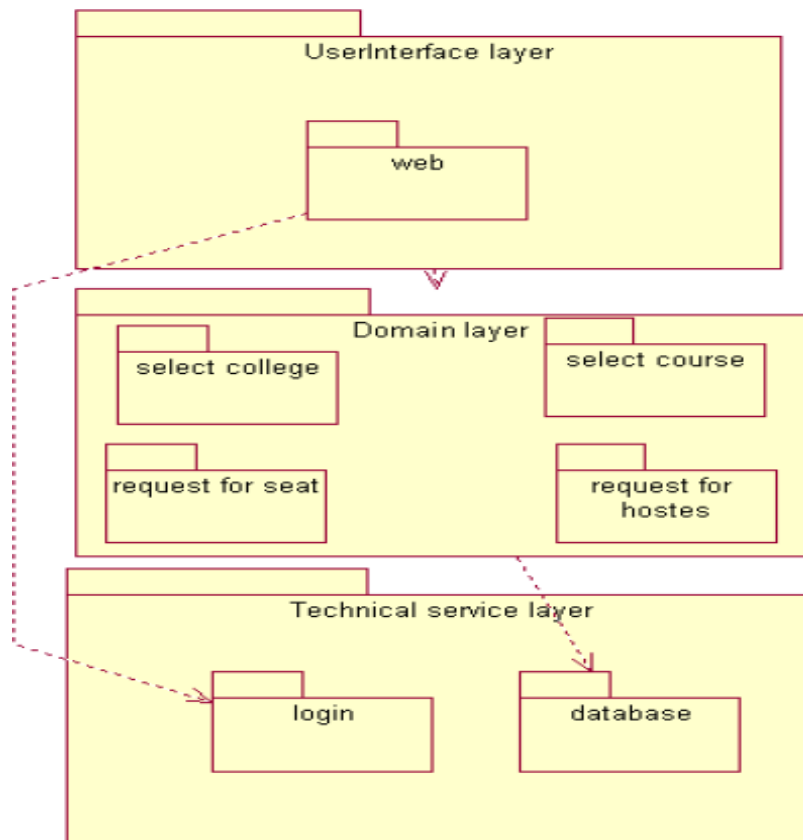 UserInterface layer
web
Domain layer
select college
select course
request for seat
request for
hostes
Technical service layer
login
database